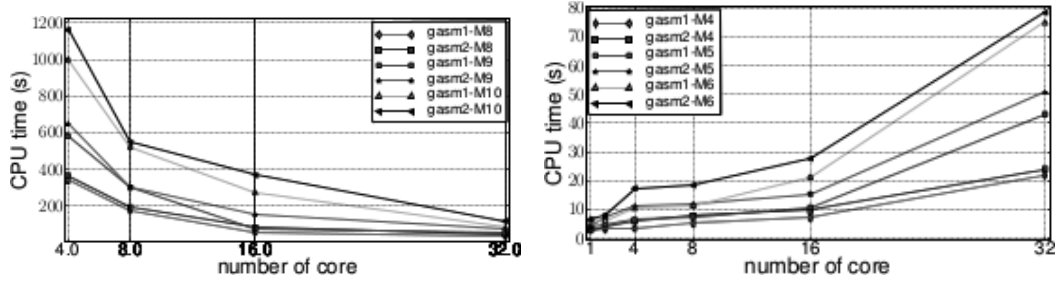 1200
1000
800
600
400
200
CPU time (s)
4.0
8.0
16.0
32.0
number of core
gasm1-M8
gasm2-M8
gasm1-M9
gasm2-M9
gasm1-M10
gasm2-M10
80
70
60
50
40
30
20
10
0
CPU time (s)
1
4
8
16
32
number of core
gasm1-M4
gasm2-M4
gasm1-M5
gasm2-M5
gasm1-M6
gasm2-M6